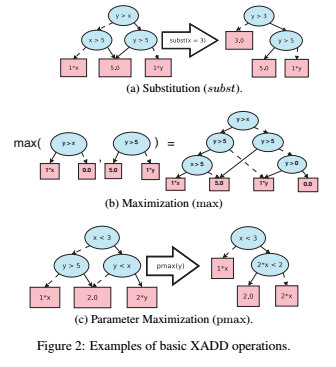 y > x
y > 3
x > 5 y > 5
subst(x = 3)
3.0 y > 5
1*x 5.0 1*y
5.0 1*y
(a) Substitution (subst).
max( y > x , y > 5 ) =
1*x 0.0 5.0 1*y
y > x
y > 5 y > 5
x > 5 y > 0
1*x 5.0 1*y 0.0
(b) Maximization (max)
x < 3
x < 3
y > 5 y < x
pmax(y)
1*x 2*x < 2
1*x 2.0 2*y
2.0 2*x
(c) Parameter Maximization (pmax).
Figure 2: Examples of basic XADD operations.